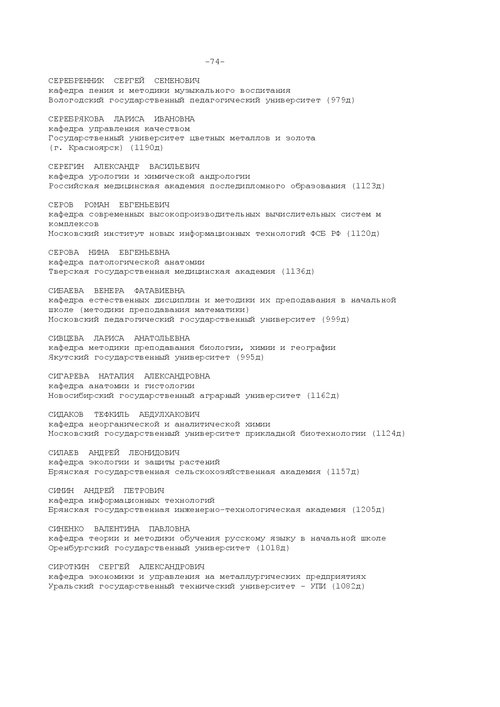 -74-
СЕРЕБРЕННИК СЕРГЕЙ СЕМЕНОВИЧ
кафедра пения и методики музыкального воспитания
Вологодский государственный педагогический университет (979д)
СЕРЕБРЯКОВА ЛАРИСА ИВАНОВНА
кафедра управления качеством
Государственный университет цветных металлов и золота
(г. Красноярск) (1190д)
СЕРЕГИН АЛЕКСАНДР ВАСИЛЬЕВИЧ
кафедра урологии и химической андрологии
Российская медицинская академия последипломного образования (1123д)
СЕРОВ РОМАН ЕВГЕНЬЕВИЧ
кафедра современных высокопроизводительных вычислительных систем м
комплексов
Московский институт новых информационных технологий ФСБ РФ (1120д)
СЕРОВА НИНА ЕВГЕНЬЕВНА
кафедра патологической анатомии
Тверская государственная медицинская академия (1136д)
СИБАЕВА ВЕНЕРА ФАТАВИЕВНА
кафедра естественных дисциплин и методики их преподавания в начальной
школе (методики преподавания математики)
Московский педагогический государственный университет (999д)
СИВЦЕВА ЛАРИСА АНАТОЛЬЕВНА
кафедра методики преподавания биологии, химии и географии
Якутский государственный университет (995д)
СИГАРЕВА НАТАЛИЯ АЛЕКСАНДРОВНА
кафедра анатомии и гистологии
Новосибирский государственный аграрный университет (1162д)
СИДАКОВ ТЕФКИЛЬ АБДУЛХАКОВИЧ
кафедра неорганической и аналитической химии
Московский государственный университет прикладной биотехнологии (1124д)
СИЛАЕВ АНДРЕЙ ЛЕОНИДОВИЧ
кафедра экологии и защиты растений
Брянская государственная сельскохозяйственная академия (1157д)
СИМИН АНДРЕЙ ПЕТРОВИЧ
кафедра информационных технологий
Брянская государственная инженерно-технологическая академия (1205д)
СИНЕНКО ВАЛЕНТИНА ПАВЛОВНА
кафедра теории и методики обучения русскому языку в начальной школе
Оренбургский государственный университет (1018д)
СИРОТКИН СЕРГЕЙ АЛЕКСАНДРОВИЧ
кафедра экономики и управления на металлургических предприятиях
Уральский государственный технический университет - УПИ (1082д)